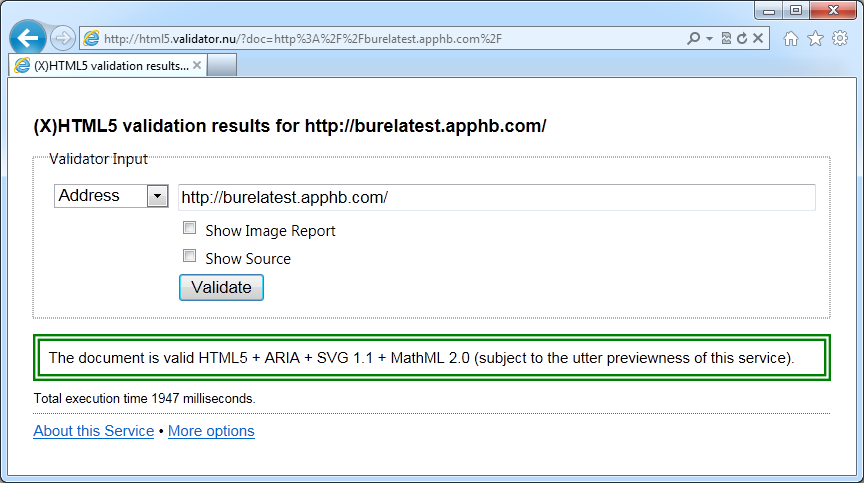 http://html5.validator.nu/?doc=http%3A%2F%2Fburelatest.apphb.com%2F
(X)HTML5 validation results...
(X)HTML5 validation results for http://burelatest.apphb.com/
Validator Input
Address http://burelatest.apphb.com/
Show Image Report
Show Source
Validate
The document is valid HTML5 + ARIA + SVG 1.1 + MathML 2.0 (subject to the utter previewness of this service).
Total execution time 1947 milliseconds.
About this Service • More options